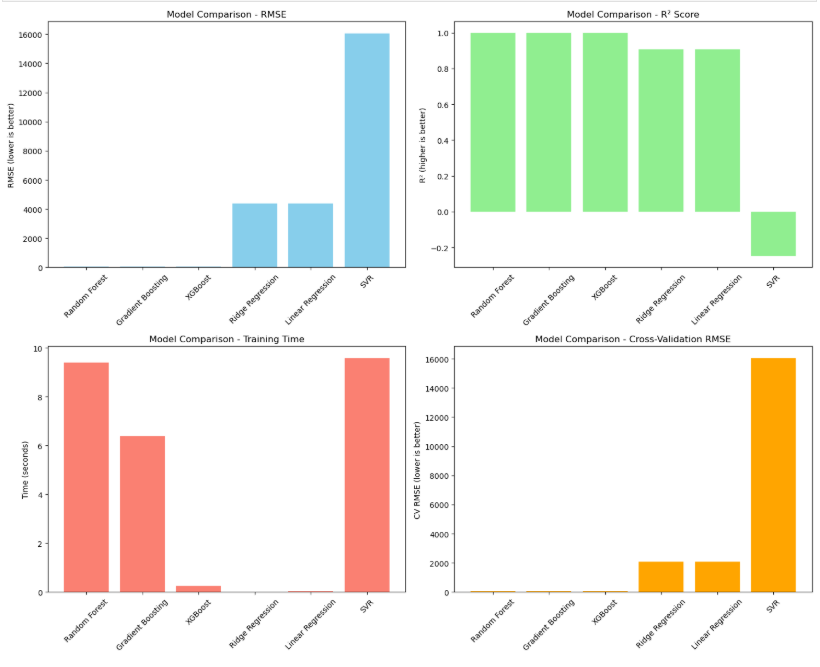 Model Comparison - RMSE
RMSE (lower is better)
16000
14000
12000
10000
8000
6000
4000
2000
0
Random Forest
Gradient Boosting
XGBoost
Ridge Regression
Linear Regression
SVR
Model Comparison - R² Score
R² (higher is better)
1.0
0.8
0.6
0.4
0.2
0.0
−0.2
Random Forest
Gradient Boosting
XGBoost
Ridge Regression
Linear Regression
SVR
Model Comparison - Training Time
Time (seconds)
10
8
6
4
2
0
Random Forest
Gradient Boosting
XGBoost
Ridge Regression
Linear Regression
SVR
Model Comparison - Cross-Validation RMSE
CV RMSE (lower is better)
16000
14000
12000
10000
8000
6000
4000
2000
0
Random Forest
Gradient Boosting
XGBoost
Ridge Regression
Linear Regression
SVR